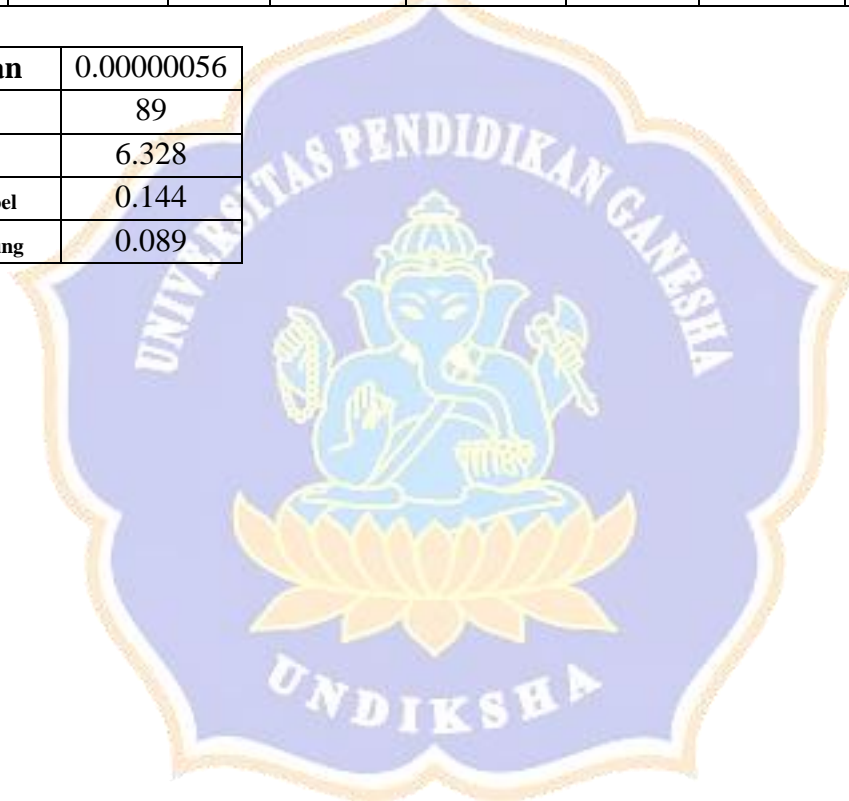 an 0.00000056
89
6.328
el 0.144
ng 0.089
UNIVERSITAS PENDIDIKAN GANESHA
UNDIKSHA